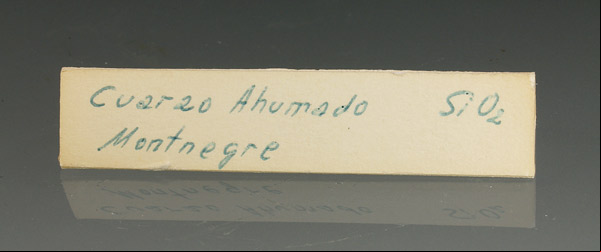 Cuarzo Ahumado SiO₂
Montnegre